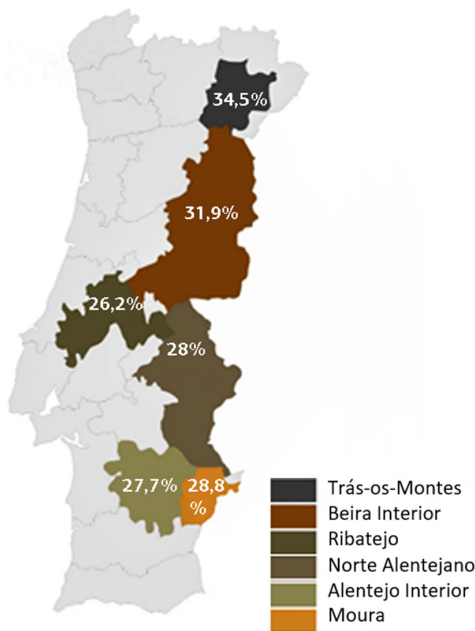 34,5%
31,9%
26,2%
28%
27,7%
28,8
%
Trás-os-Montes
Beira Interior
Ribatejo
Norte Alentejano
Alentejo Interior
Moura